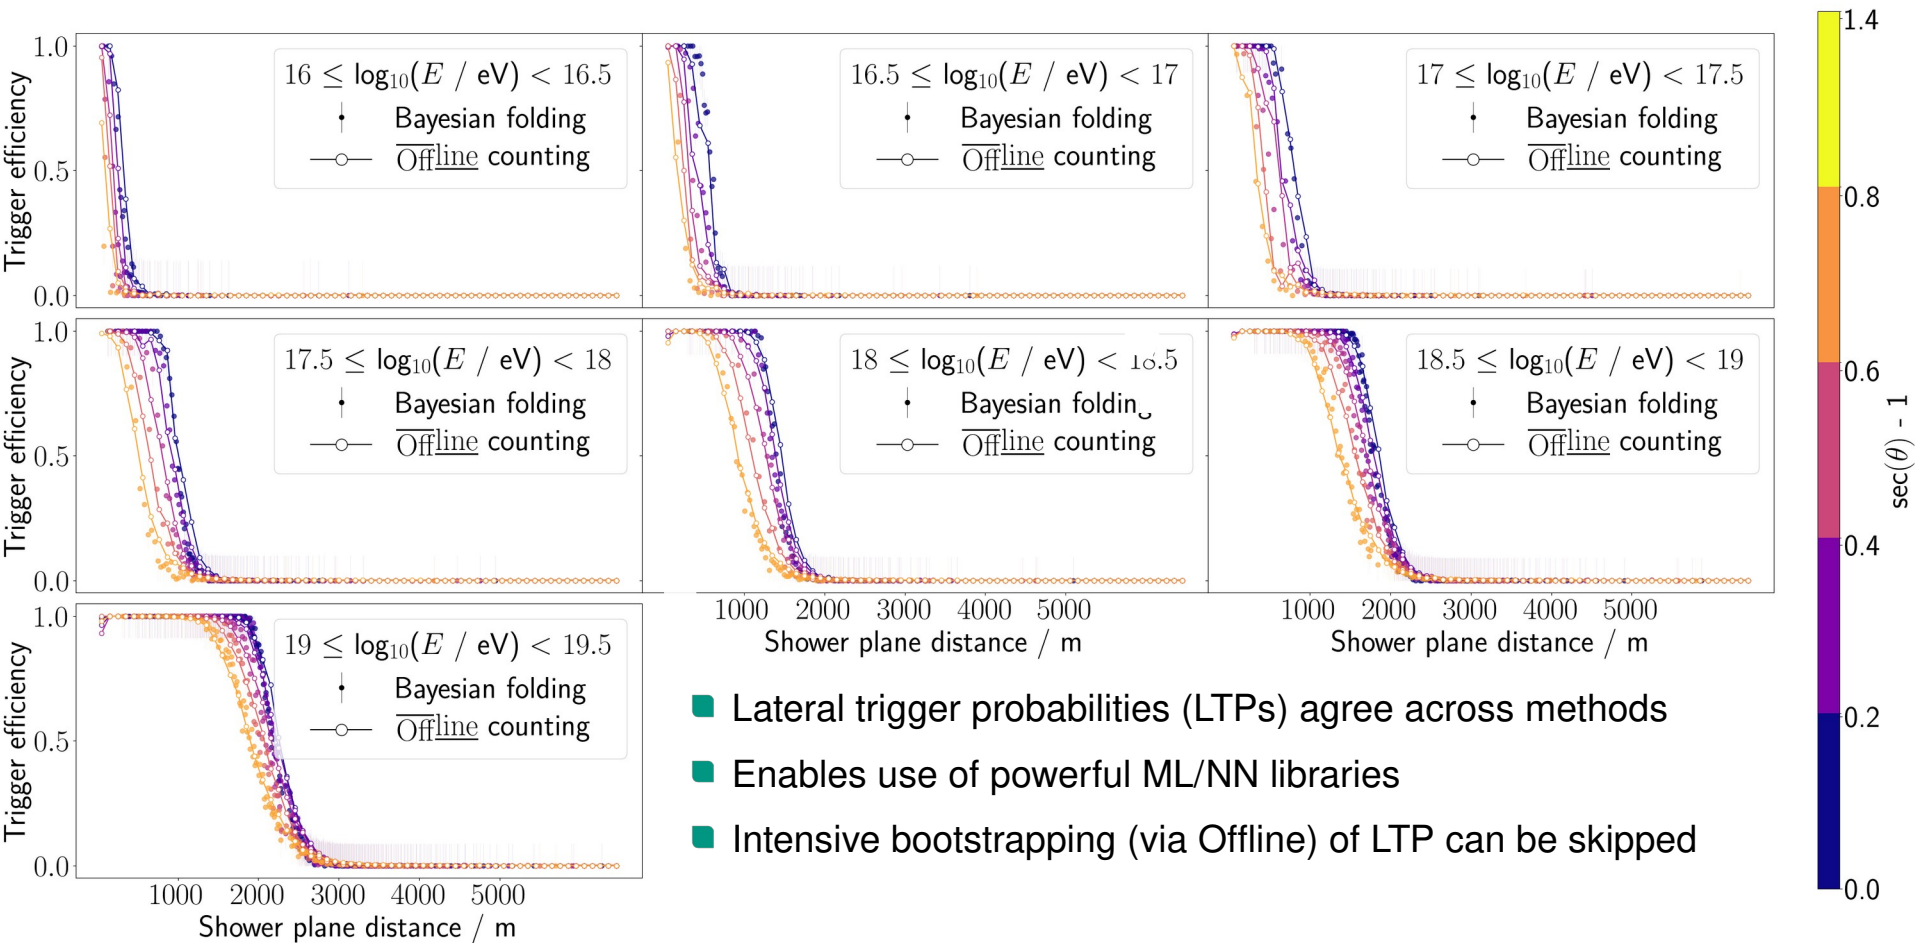 1.4
1.0
0.5
0.0
Trigger efficiency
16 ≤ log₁₀(E / eV) < 16.5
Bayesian folding
Offline counting
16.5 ≤ log₁₀(E / eV) < 17
Bayesian folding
Offline counting
17 ≤ log₁₀(E / eV) < 17.5
Bayesian folding
Offline counting
0.8
1.0
0.5
0.0
Trigger efficiency
17.5 ≤ log₁₀(E / eV) < 18
Bayesian folding
Offline counting
18 ≤ log₁₀(E / eV) < 18.5
Bayesian folding
Offline counting
18.5 ≤ log₁₀(E / eV) < 19
Bayesian folding
Offline counting
0.6
sec(θ) - 1
0.4
1000 2000 3000 4000 5000
Shower plane distance / m
1000 2000 3000 4000 5000
Shower plane distance / m
1.0
0.5
0.0
Trigger efficiency
19 ≤ log₁₀(E / eV) < 19.5
Bayesian folding
Offline counting
0.2
0.0
1000 2000 3000 4000 5000
Shower plane distance / m
Lateral trigger probabilities (LTPs) agree across methods
Enables use of powerful ML/NN libraries
Intensive bootstrapping (via Offline) of LTP can be skipped